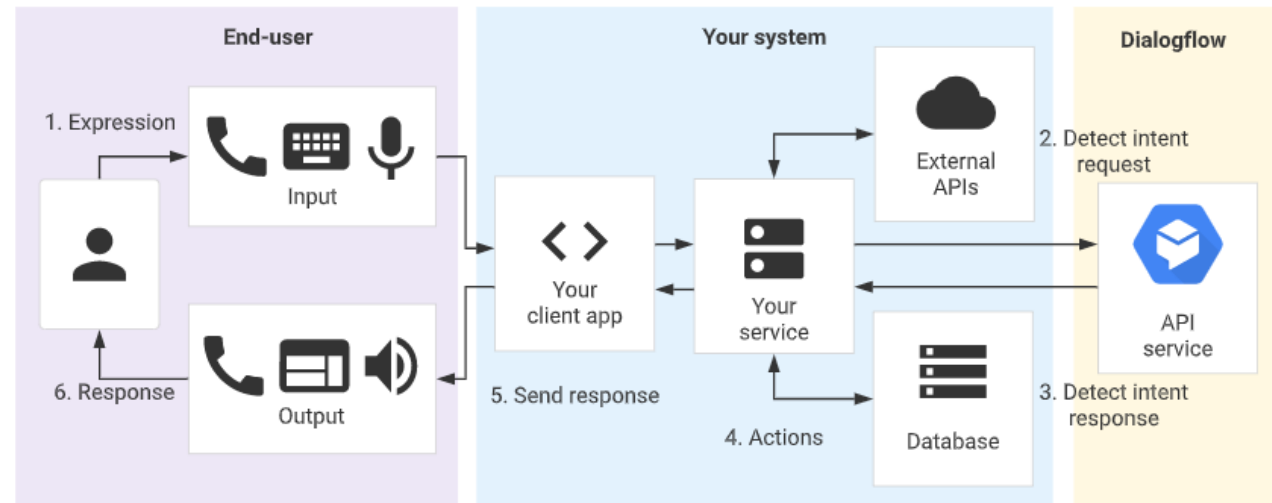 End-user
Your system
Dialogflow
1. Expression
Input
External
APIs
2. Detect intent
request
Your
client app
Your
service
API
service
6. Response
Output
5. Send response
4. Actions
Database
3. Detect intent
response